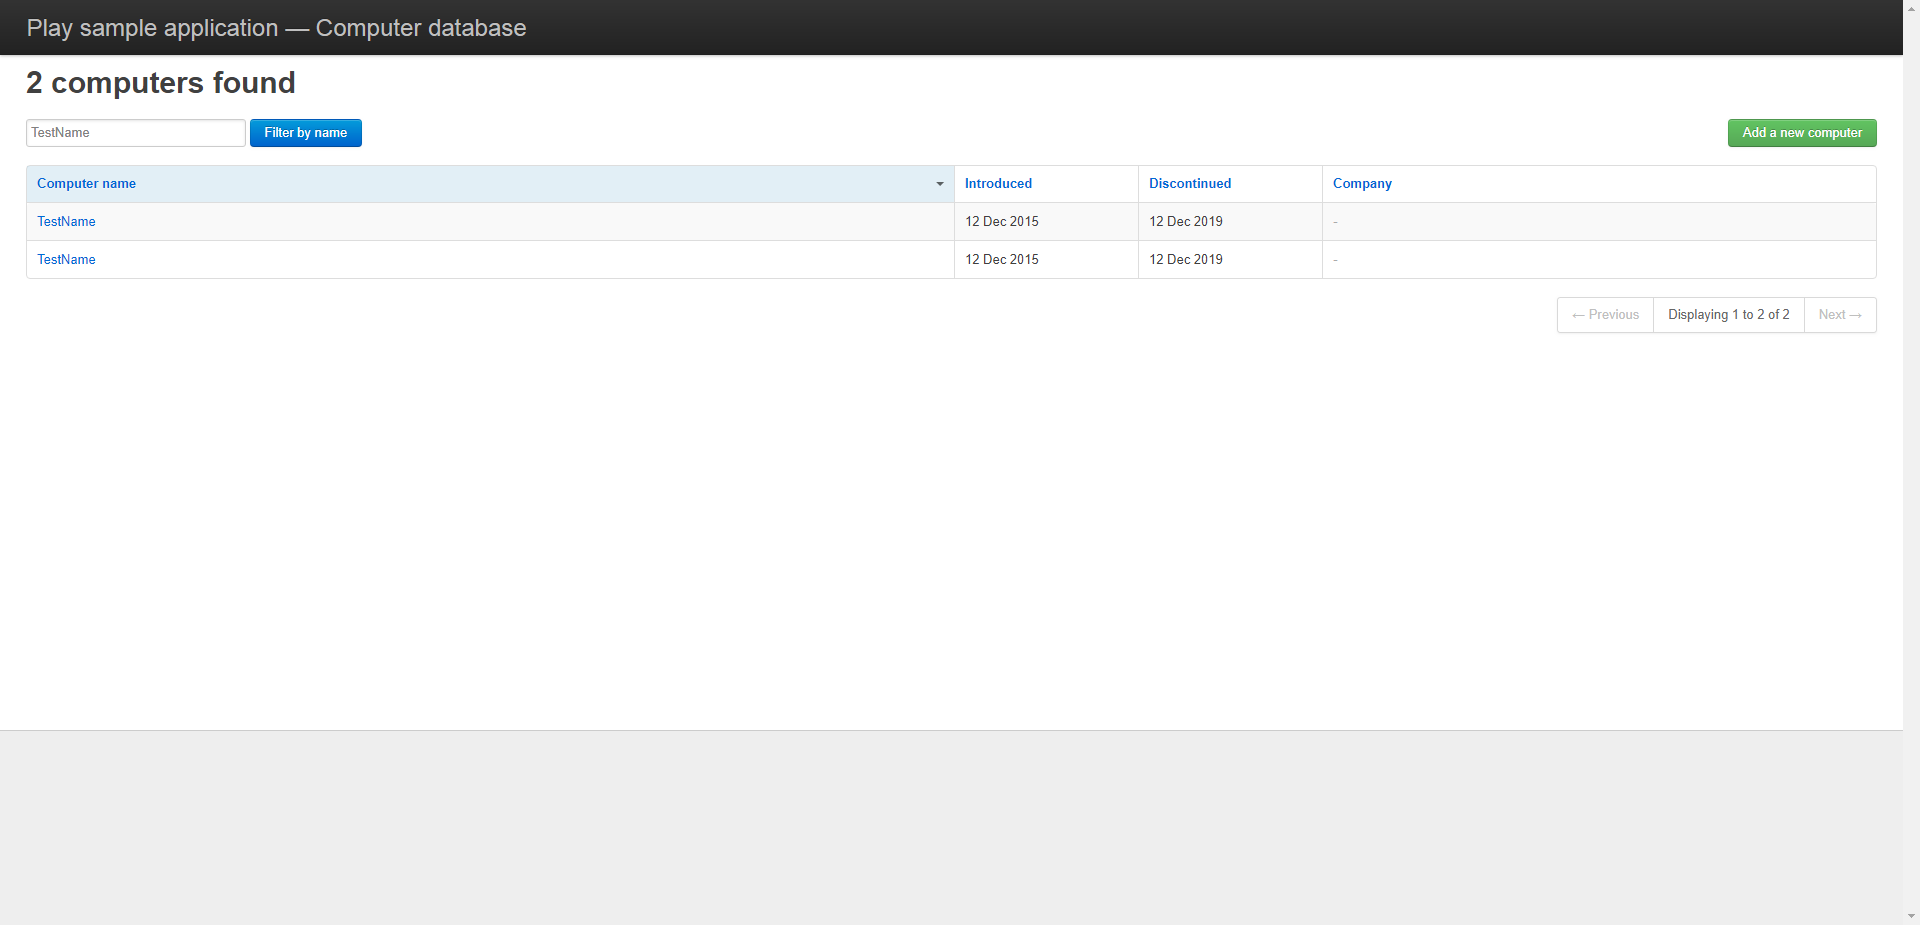 Play sample application — Computer database
2 computers found
TestName Filter by name Add a new computer
Computer name Introduced Discontinued Company
TestName 12 Dec 2015 12 Dec 2019 -
TestName 12 Dec 2015 12 Dec 2019 -
← Previous Displaying 1 to 2 of 2 Next →